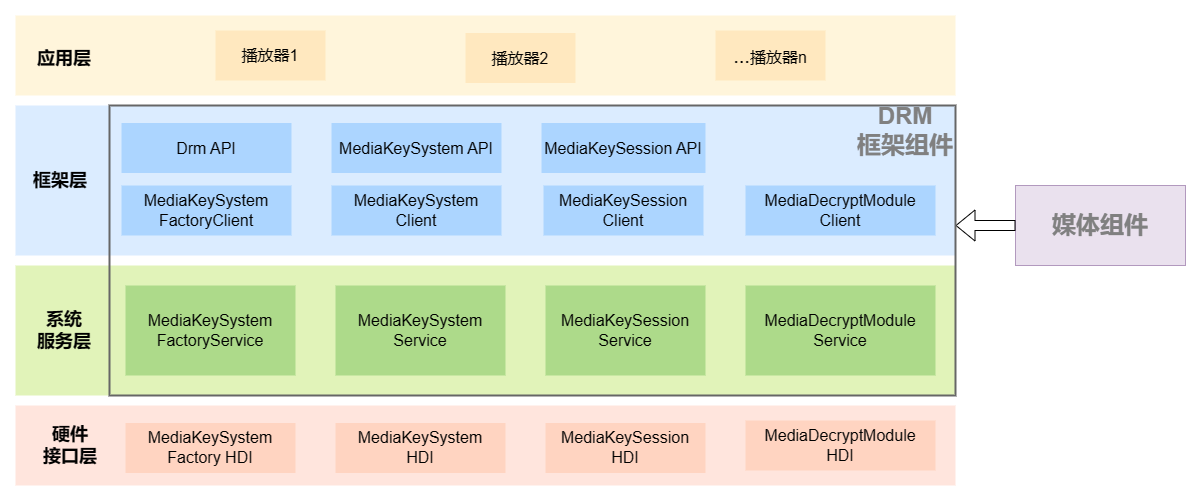 应用层
播放器1
播放器2
...播放器n
DRM
框架组件
框架层
Drm API
MediaKeySystem API
MediaKeySession API
MediaKeySystem
FactoryClient
MediaKeySystem
Client
MediaKeySession
Client
MediaDecryptModule
Client
媒体组件
系统
服务层
MediaKeySystem
FactoryService
MediaKeySystem
Service
MediaKeySession
Service
MediaDecryptModule
Service
硬件
接口层
MediaKeySystem
Factory HDI
MediaKeySystem
HDI
MediaKeySession
HDI
MediaDecryptModule
HDI